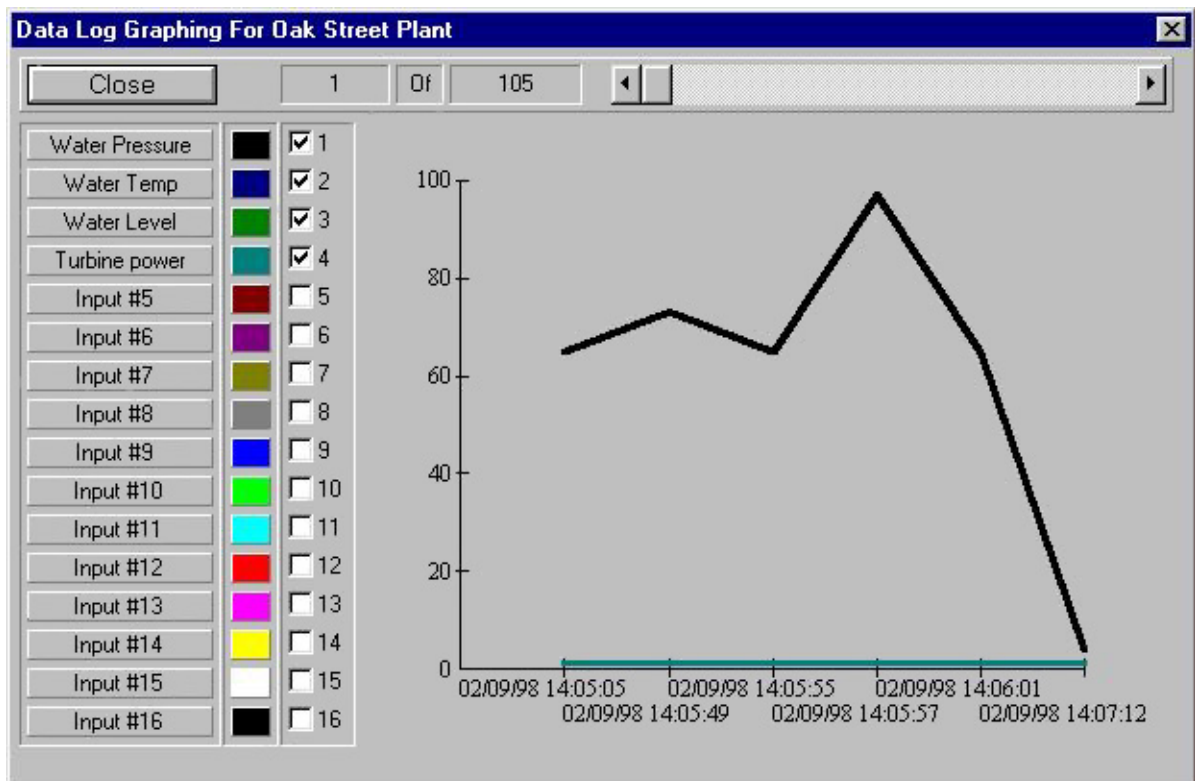 Data Log Graphing For Oak Street Plant
Close 1 Of 105
Water Pressure 1
Water Temp 2
Water Level 3
Turbine power 4
Input #5 5
Input #6 6
Input #7 7
Input #8 8
Input #9 9
Input #10 10
Input #11 11
Input #12 12
Input #13 13
Input #14 14
Input #15 15
Input #16 16
100
80
60
40
20
0
02/09/98 14:05:05 02/09/98 14:05:55 02/09/98 14:06:01
02/09/98 14:05:49 02/09/98 14:05:57 02/09/98 14:07:12